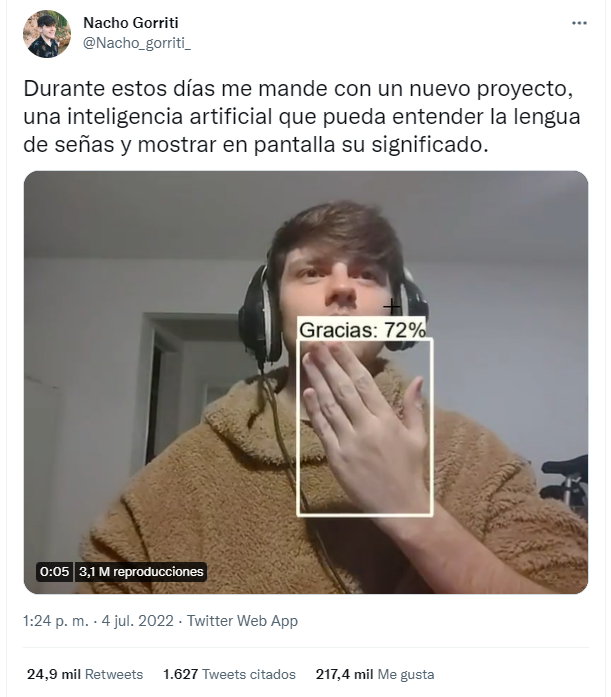 Nacho Gorriti
@Nacho_gorriti_
Durante estos días me mande con un nuevo proyecto,
una inteligencia artificial que pueda entender la lengua
de señas y mostrar en pantalla su significado.
Gracias: 72%
0:05 3,1 M reproducciones
1:24 p. m. · 4 jul. 2022 · Twitter Web App
24,9 mil Retweets 1.627 Tweets citados 217,4 mil Me gusta